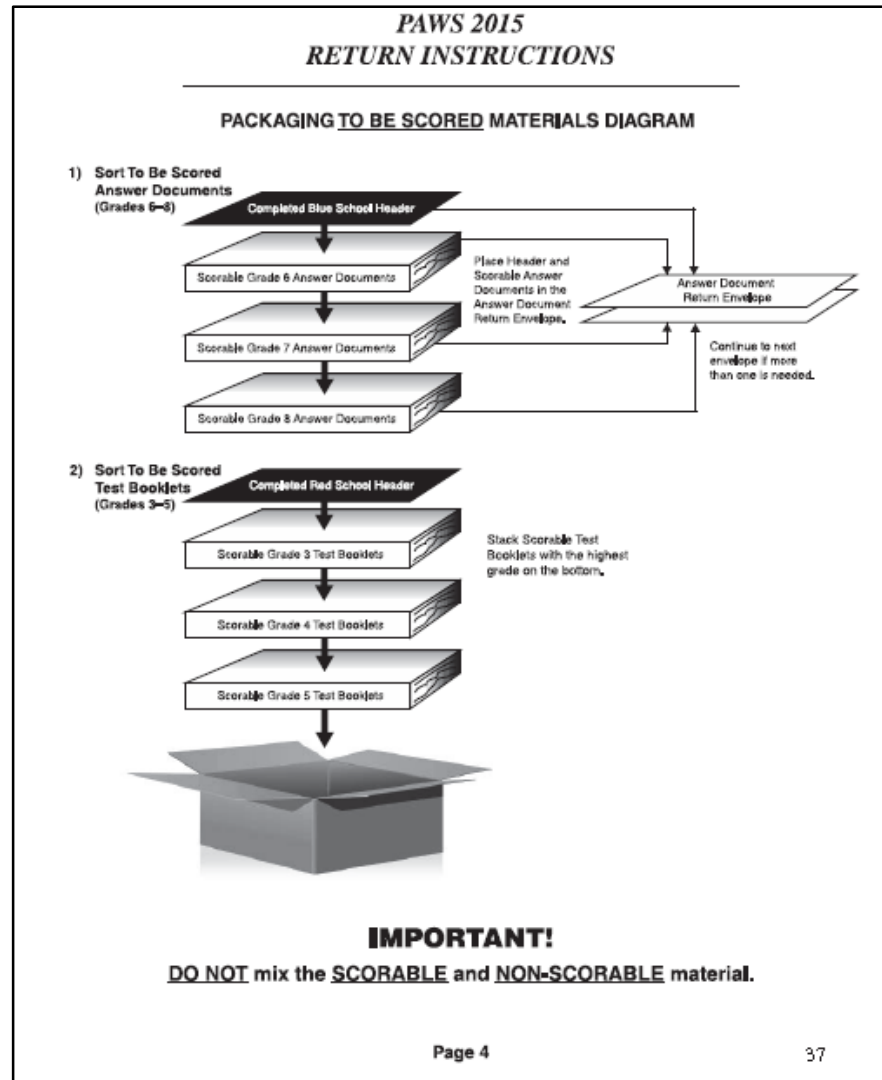 PAWS 2015
RETURN INSTRUCTIONS
PACKAGING TO BE SCORED MATERIALS DIAGRAM
1) Sort To Be Scored
Answer Documents
(Grades 6–8)
Completed Blue School Header
Scorable Grade 6 Answer Documents
Scorable Grade 7 Answer Documents
Scorable Grade 8 Answer Documents
Place Header and
Scorable Answer
Documents in the
Answer Document
Return Envelope.
Answer Document
Return Envelope
Continue to next
envelope if more
than one is needed.
2) Sort To Be Scored
Test Booklets
(Grades 3–5)
Completed Red School Header
Scorable Grade 3 Test Booklets
Scorable Grade 4 Test Booklets
Scorable Grade 5 Test Booklets
Stack Scorable Test
Booklets with the highest
grade on the bottom.
IMPORTANT!
DO NOT mix the SCORABLE and NON-SCORABLE material.
Page 4
37